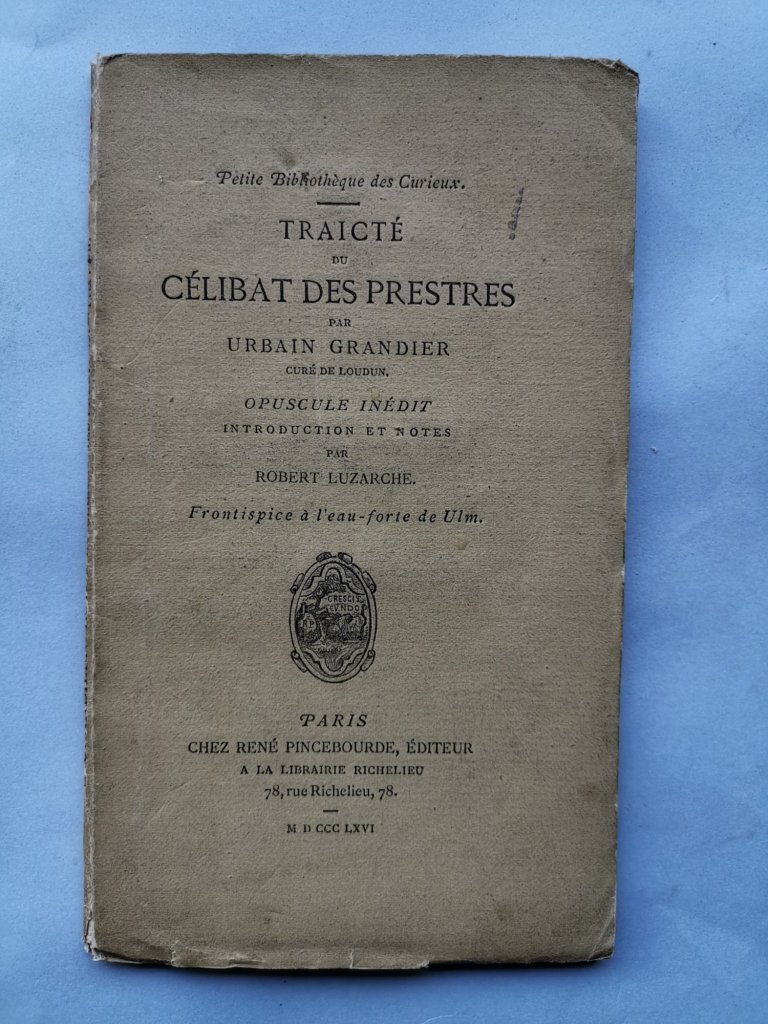 Petite Bibliothèque des Curieux.
TRAICTÉ
DU
CÉLIBAT DES PRESTRES
PAR
URBAIN GRANDIER
CURÉ DE LOUDUN.
OPUSCULE INÉDIT
INTRODUCTION ET NOTES
PAR
ROBERT LUZARCHE.
Frontispice à l'eau-forte de Ulm.
CRESCIT
EVNDO
PARIS
CHEZ RENÉ PINCEBOURDE, ÉDITEUR
A LA LIBRAIRIE RICHELIEU
78, rue Richelieu, 78.
M D CCC LXVI